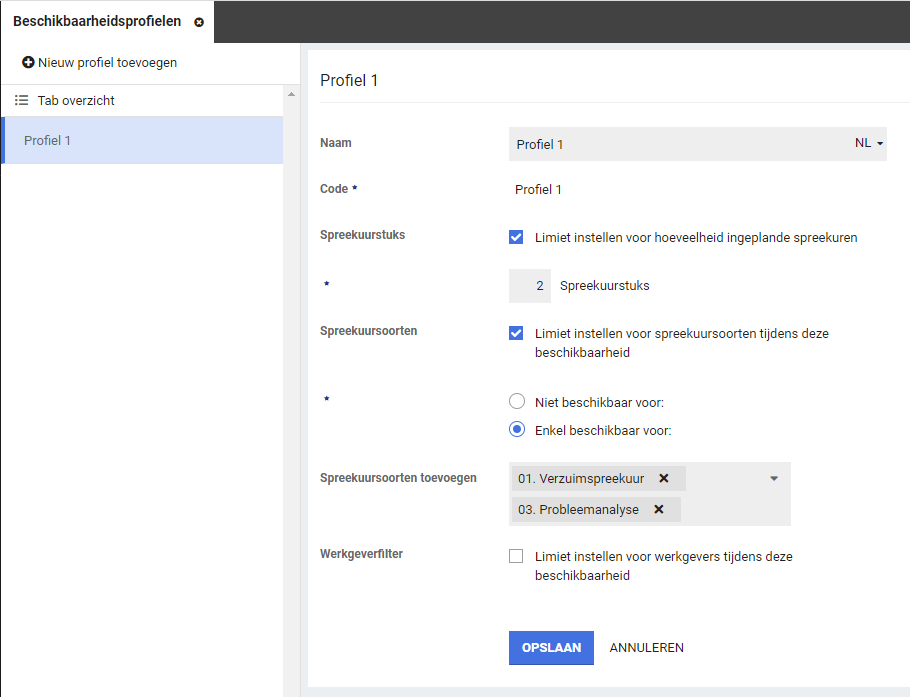 Beschikbaarheidsprofielen
Nieuw profiel toevoegen
Tab overzicht
Profiel 1
Profiel 1
Naam
Profiel 1 NL
Code *
Profiel 1
Spreekuurstuks
Limiet instellen voor hoeveelheid ingeplande spreekuren
*
2 Spreekuurstuks
Spreekuursoorten
Limiet instellen voor spreekuursoorten tijdens deze
beschikbaarheid
*
Niet beschikbaar voor:
Enkel beschikbaar voor:
Spreekuursoorten toevoegen
01. Verzuimspreekuur
03. Probleemanalyse
Werkgeverfilter
Limiet instellen voor werkgevers tijdens deze
beschikbaarheid
OPSLAAN ANNULEREN